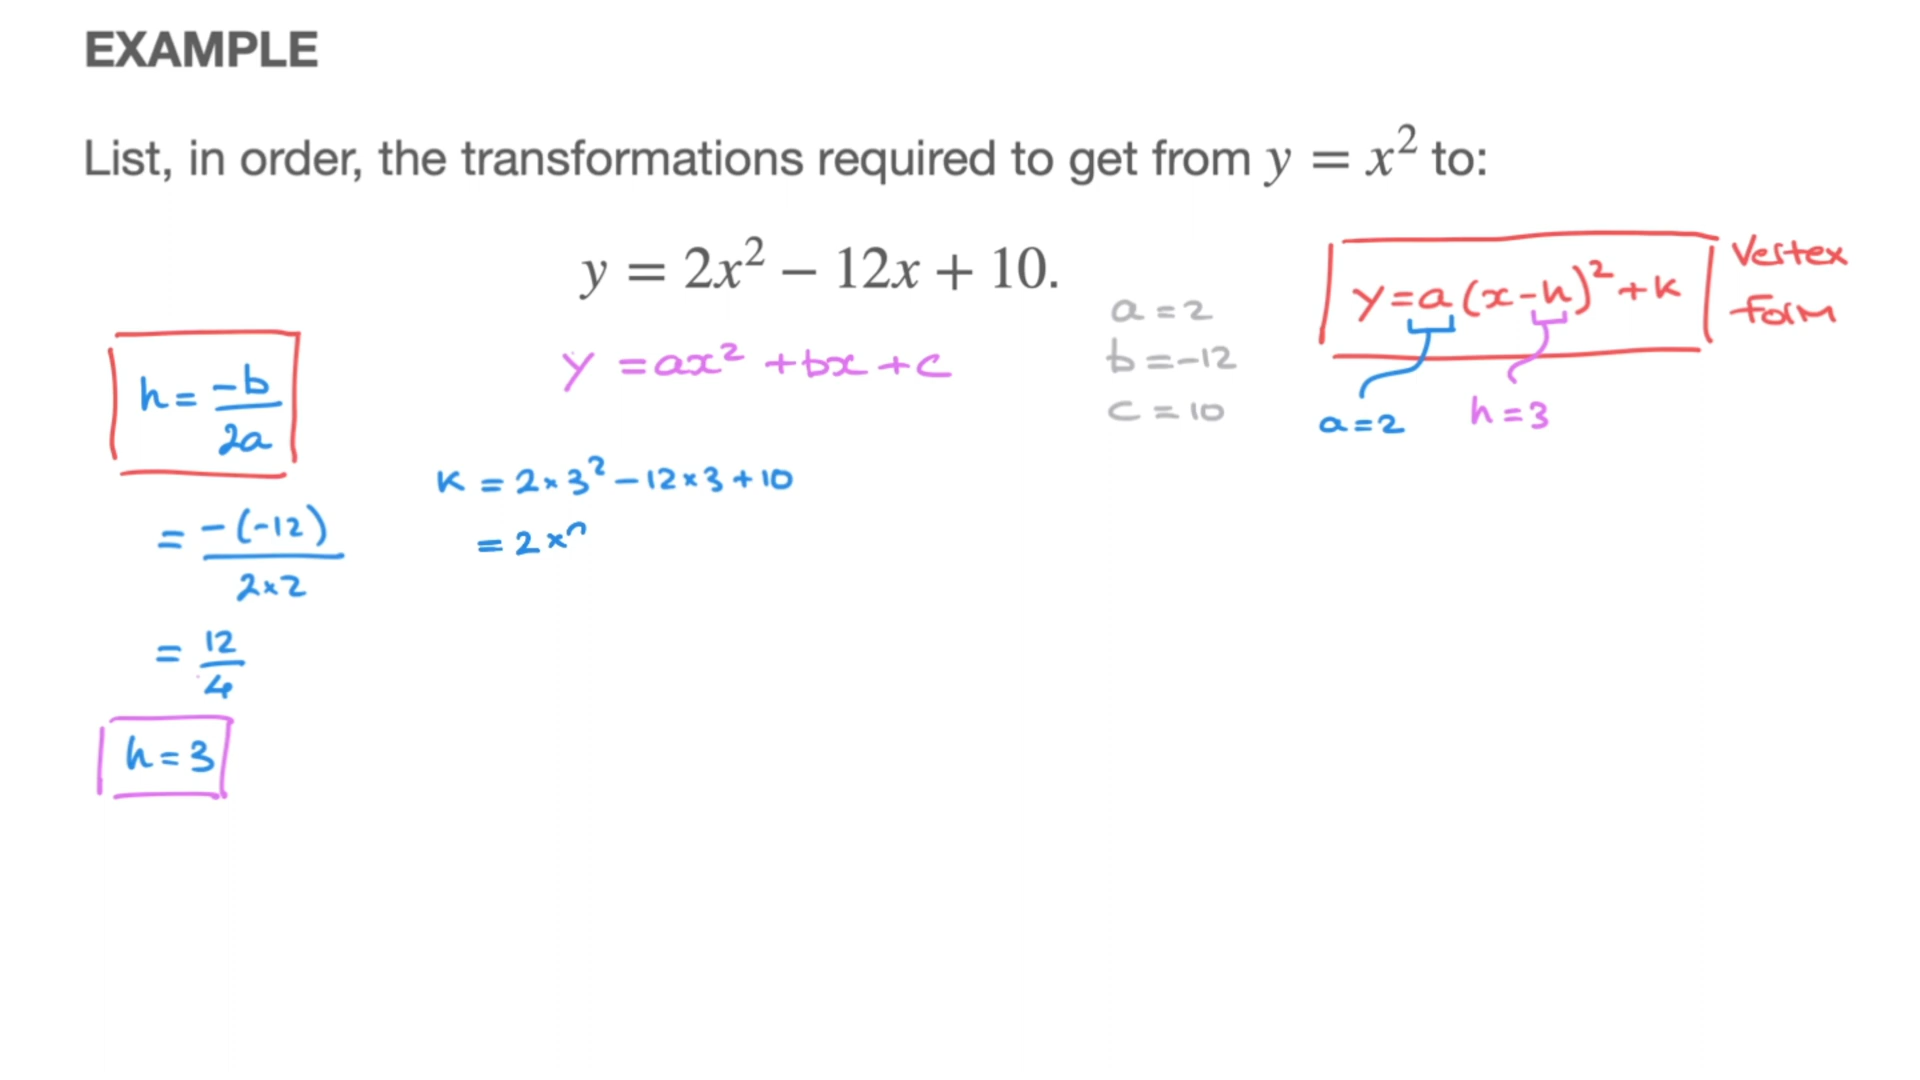 EXAMPLE
List, in order, the transformations required to get from y = x² to:
y = 2x² − 12x + 10.
y = ax² + bx + c
a = 2
b = -12
c = 10
y = a(x - h)² + k
Vertex
Form
a = 2
h = 3
h = -b/2a
= -(-12)/2×2
= 12/4
h = 3
k = 2×3² - 12×3 + 10
= 2×